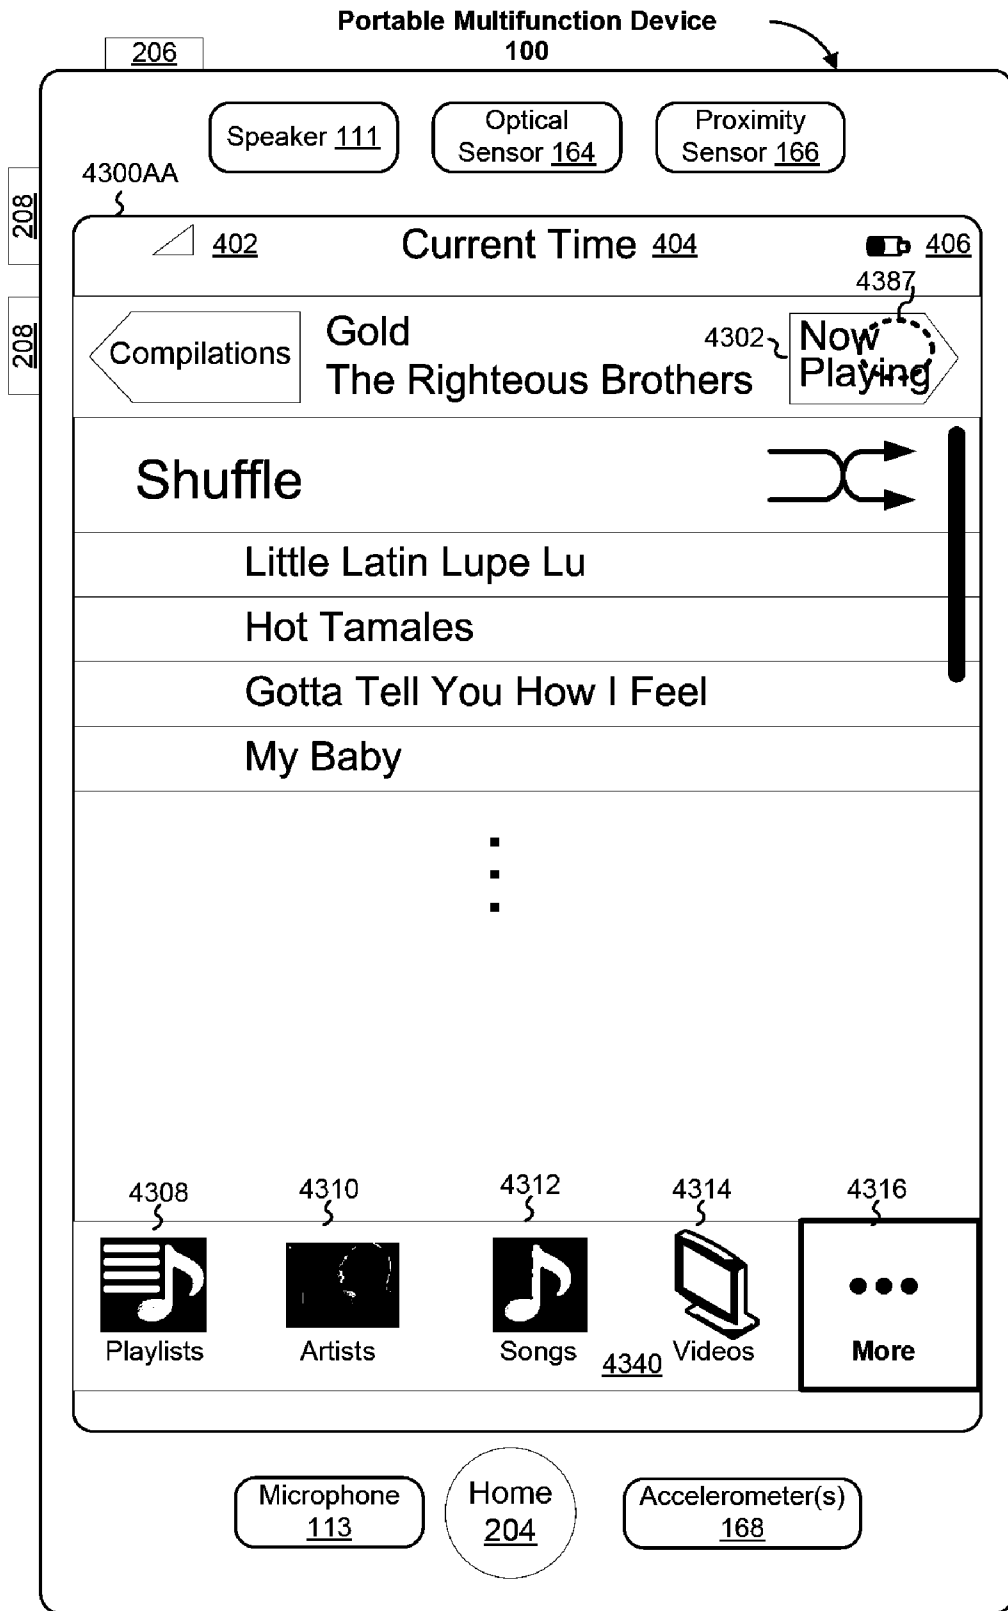 Portable Multifunction Device
100
206
Speaker 111
Optical
Sensor 164
Proximity
Sensor 166
208
208
4300AA
402
Current Time 404
406
4387
Compilations
Gold
The Righteous Brothers
4302
Now
Playing
Shuffle
Little Latin Lupe Lu
Hot Tamales
Gotta Tell You How I Feel
My Baby
4308
4310
4312
4314
4316
Playlists
Artists
Songs
4340
Videos
More
Microphone
113
Home
204
Accelerometer(s)
168